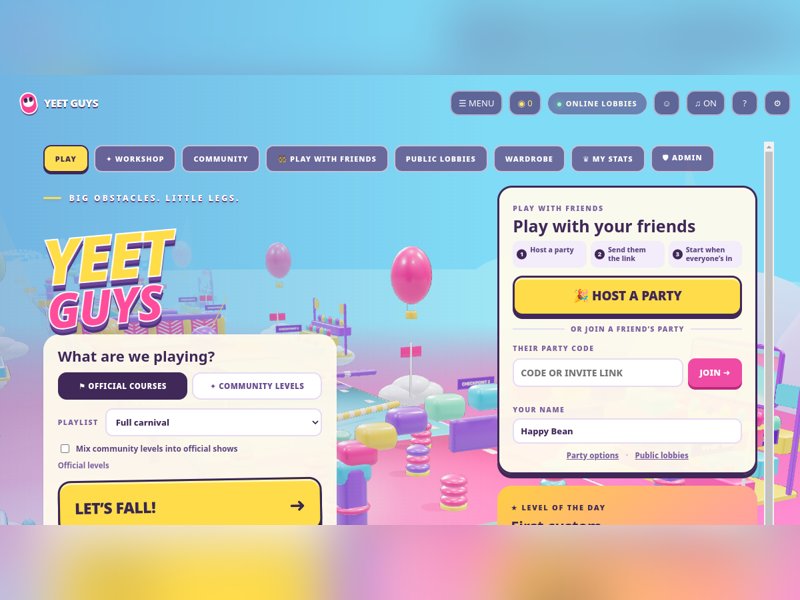 YEET GUYS
☰ MENU
0
ONLINE LOBBIES
♫ ON
?
PLAY
+ WORKSHOP
COMMUNITY
PLAY WITH FRIENDS
PUBLIC LOBBIES
WARDROBE
MY STATS
ADMIN
BIG OBSTACLES. LITTLE LEGS.
YEET
GUYS
What are we playing?
OFFICIAL COURSES
+ COMMUNITY LEVELS
PLAYLIST
Full carnival
Mix community levels into official shows
Official levels
LET'S FALL! →
PLAY WITH FRIENDS
Play with your friends
1 Host a party
2 Send them
the link
3 Start when
everyone's in
🎉 HOST A PARTY
OR JOIN A FRIEND'S PARTY
THEIR PARTY CODE
CODE OR INVITE LINK
JOIN →
YOUR NAME
Happy Bean
Party options · Public lobbies
★ LEVEL OF THE DAY
CHECKPOINT 2